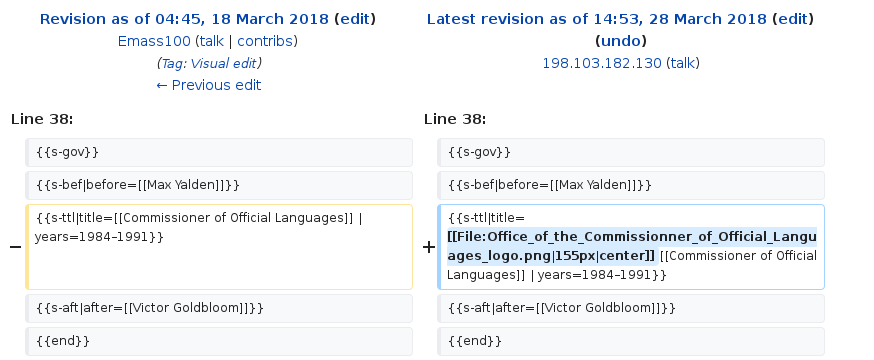 Revision as of 04:45, 18 March 2018 (edit)
Emass100 (talk | contribs)
(Tag: Visual edit)
← Previous edit
Latest revision as of 14:53, 28 March 2018 (edit)
(undo)
198.103.182.130 (talk)
Line 38:
Line 38:
{{s-gov}}
{{s-gov}}
{{s-bef|before=[[Max Yalden]]}}
{{s-bef|before=[[Max Yalden]]}}
−
{{s-ttl|title=[[Commissioner of Official Languages]] |
years=1984–1991}}
+
{{s-ttl|title=
[[File:Office_of_the_Commissionner_of_Official_Langu
ages_logo.png|155px|center]] [[Commissioner of Official
Languages]] | years=1984–1991}}
{{s-aft|after=[[Victor Goldbloom]]}}
{{s-aft|after=[[Victor Goldbloom]]}}
{{end}}
{{end}}